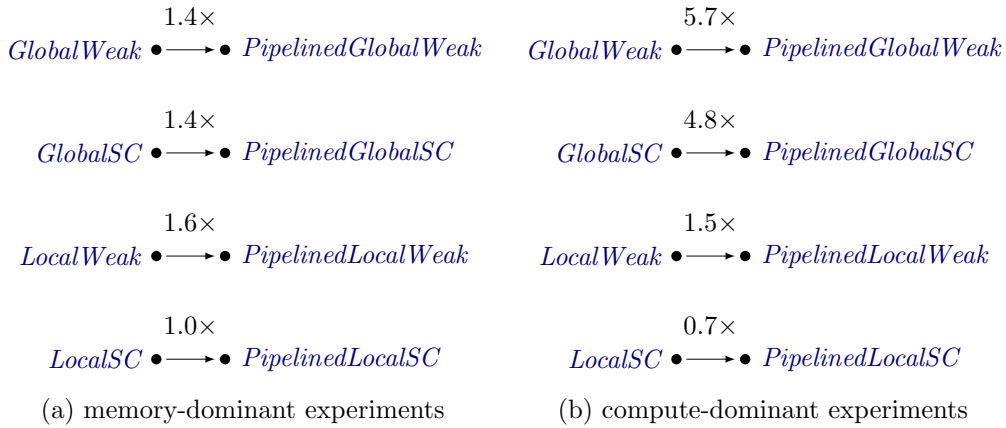 1.4×
GlobalWeak PipelinedGlobalWeak
1.4×
GlobalSC PipelinedGlobalSC
1.6×
LocalWeak PipelinedLocalWeak
1.0×
LocalSC PipelinedLocalSC
(a) memory-dominant experiments
5.7×
GlobalWeak PipelinedGlobalWeak
4.8×
GlobalSC PipelinedGlobalSC
1.5×
LocalWeak PipelinedLocalWeak
0.7×
LocalSC PipelinedLocalSC
(b) compute-dominant experiments